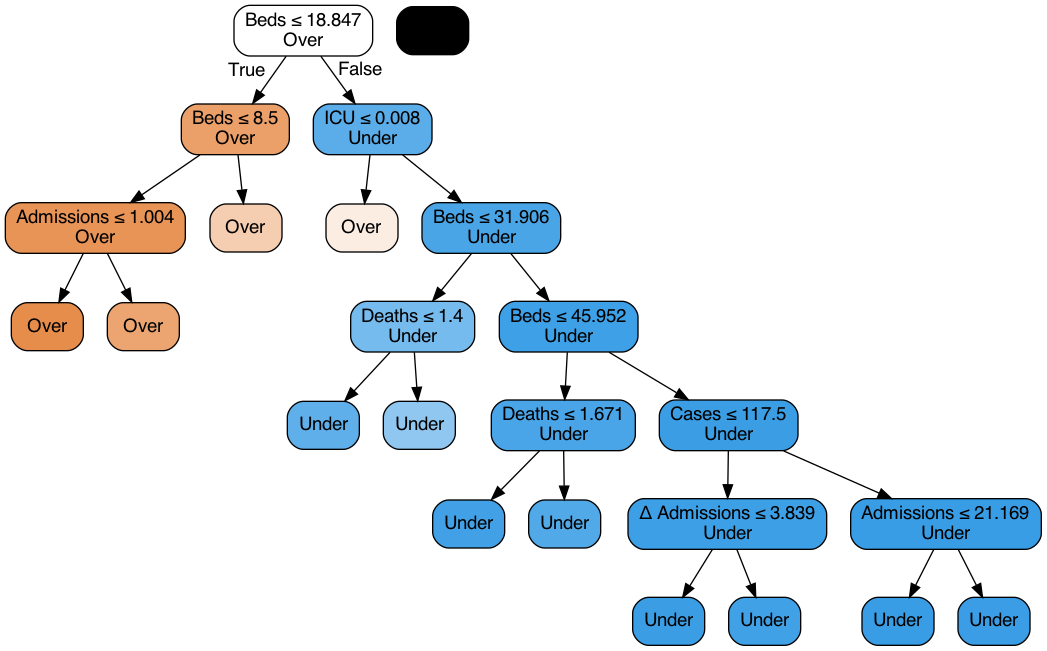 Beds ≤ 18.847
Over
True
False
Beds ≤ 8.5
Over
ICU ≤ 0.008
Under
Admissions ≤ 1.004
Over
Over
Over
Beds ≤ 31.906
Under
Over
Over
Deaths ≤ 1.4
Under
Beds ≤ 45.952
Under
Under
Under
Deaths ≤ 1.671
Under
Cases ≤ 117.5
Under
Under
Under
Δ Admissions ≤ 3.839
Under
Admissions ≤ 21.169
Under
Under
Under
Under
Under